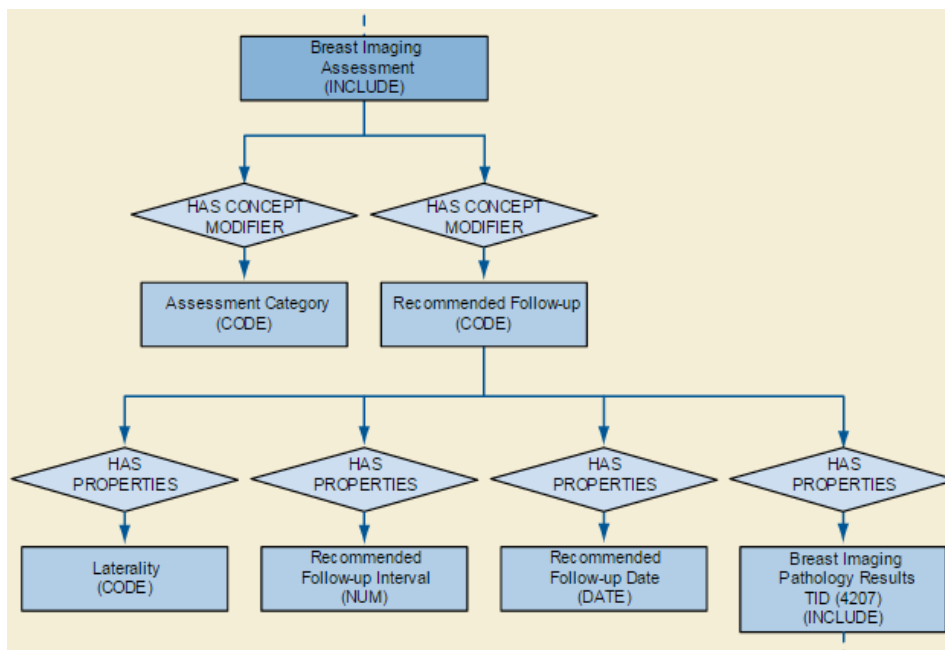 Breast Imaging
Assessment
(INCLUDE)
HAS CONCEPT
MODIFIER
HAS CONCEPT
MODIFIER
Assessment Category
(CODE)
Recommended Follow-up
(CODE)
HAS
PROPERTIES
HAS
PROPERTIES
HAS
PROPERTIES
HAS
PROPERTIES
Laterality
(CODE)
Recommended
Follow-up Interval
(NUM)
Recommended
Follow-up Date
(DATE)
Breast Imaging
Pathology Results
TID (4207)
(INCLUDE)